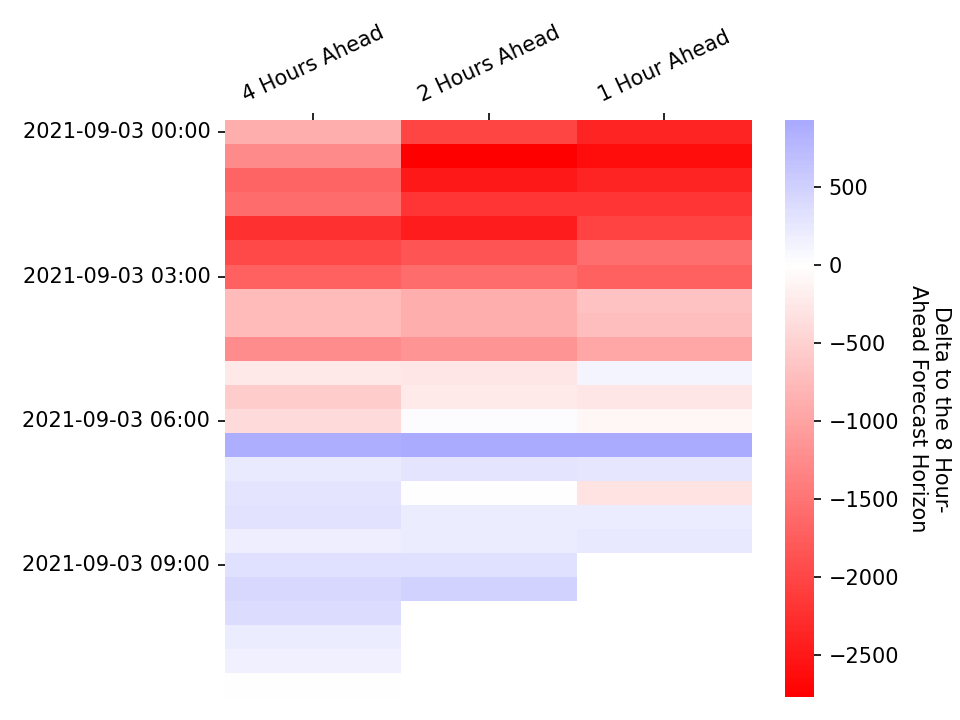 4 Hours Ahead
2 Hours Ahead
1 Hour Ahead
2021-09-03 00:00
2021-09-03 03:00
2021-09-03 06:00
2021-09-03 09:00
500
0
−500
−1000
−1500
−2000
−2500
Delta to the 8 Hour-
Ahead Forecast Horizon